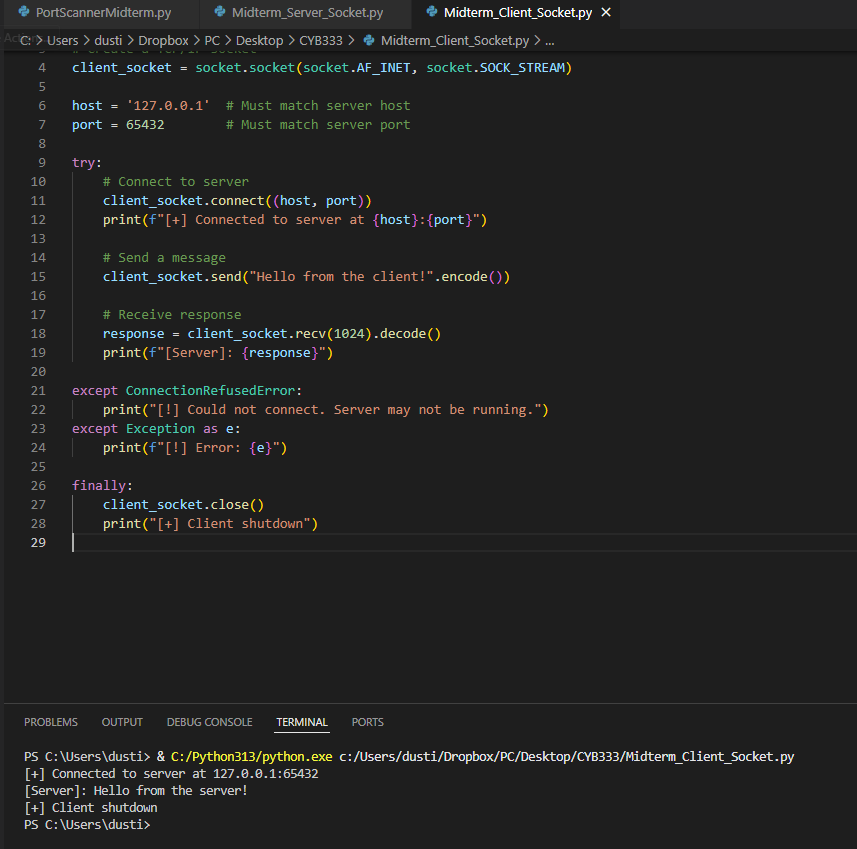 PortScannerMidterm.py Midterm_Server_Socket.py Midterm_Client_Socket.py ×
C: > Users > dusti > Dropbox > PC > Desktop > CYB333 > Midterm_Client_Socket.py > ...
4 client_socket = socket.socket(socket.AF_INET, socket.SOCK_STREAM)
5
6 host = '127.0.0.1'  # Must match server host
7 port = 65432        # Must match server port
8
9 try:
10     # Connect to server
11     client_socket.connect((host, port))
12     print(f"[+] Connected to server at {host}:{port}")
13
14     # Send a message
15     client_socket.send("Hello from the client!".encode())
16
17     # Receive response
18     response = client_socket.recv(1024).decode()
19     print(f"[Server]: {response}")
20
21 except ConnectionRefusedError:
22     print("[!] Could not connect. Server may not be running.")
23 except Exception as e:
24     print(f"[!] Error: {e}")
25
26 finally:
27     client_socket.close()
28     print("[+] Client shutdown")
29
PROBLEMS OUTPUT DEBUG CONSOLE TERMINAL PORTS
PS C:\Users\dusti> & C:/Python313/python.exe c:/Users/dusti/Dropbox/PC/Desktop/CYB333/Midterm_Client_Socket.py
[+] Connected to server at 127.0.0.1:65432
[Server]: Hello from the server!
[+] Client shutdown
PS C:\Users\dusti>